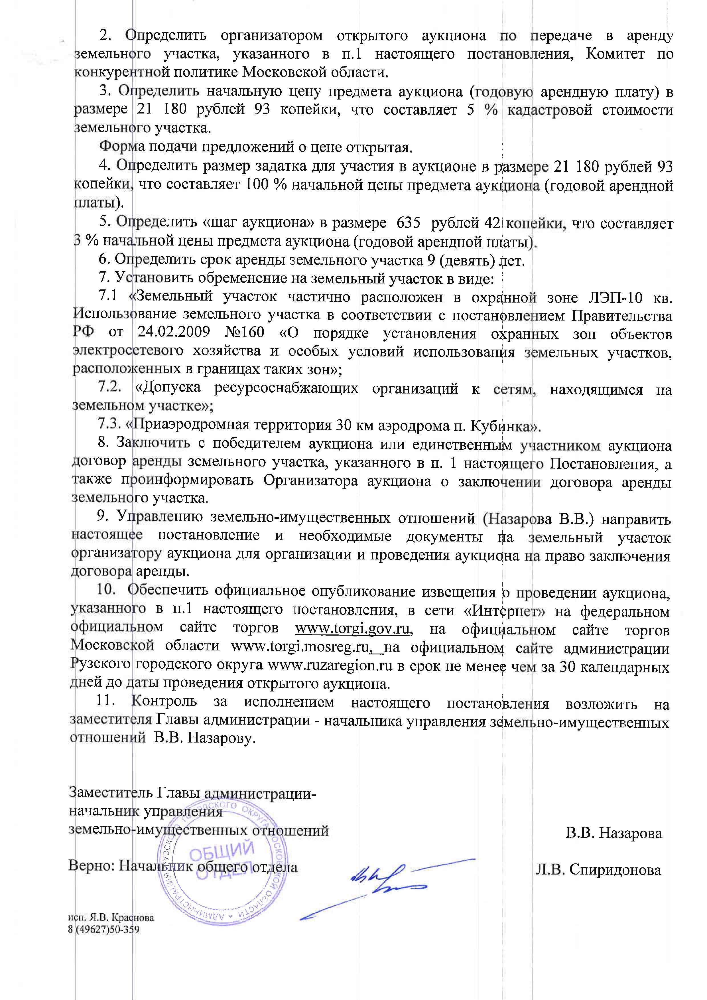 2. Определить организатором открытого аукциона по передаче в аренду
земельного участка, указанного в п.1 настоящего постановления, Комитет по
конкурентной политике Московской области.
3. Определить начальную цену предмета аукциона (годовую арендную плату) в
размере 21 180 рублей 93 копейки, что составляет 5 % кадастровой стоимости
земельного участка.
Форма подачи предложений о цене открытая.
4. Определить размер задатка для участия в аукционе в размере 21 180 рублей 93
копейки, что составляет 100 % начальной цены предмета аукциона (годовой арендной
платы).
5. Определить «шаг аукциона» в размере 635 рублей 42 копейки, что составляет
3 % начальной цены предмета аукциона (годовой арендной платы).
6. Определить срок аренды земельного участка 9 (девять) лет.
7. Установить обременение на земельный участок в виде:
7.1 «Земельный участок частично расположен в охранной зоне ЛЭП-10 кв.
Использование земельного участка в соответствии с постановлением Правительства
РФ от 24.02.2009 №160 «О порядке установления охранных зон объектов
электросетевого хозяйства и особых условий использования земельных участков,
расположенных в границах таких зон»;
7.2. «Допуска ресурсоснабжающих организаций к сетям, находящимся на
земельном участке»;
7.3. «Приаэродромная территория 30 км аэродрома п. Кубинка».
8. Заключить с победителем аукциона или единственным участником аукциона
договор аренды земельного участка, указанного в п. 1 настоящего Постановления, а
также проинформировать Организатора аукциона о заключении договора аренды
земельного участка.
9. Управлению земельно-имущественных отношений (Назарова В.В.) направить
настоящее постановление и необходимые документы на земельный участок
организатору аукциона для организации и проведения аукциона на право заключения
договора аренды.
10. Обеспечить официальное опубликование извещения о проведении аукциона,
указанного в п.1 настоящего постановления, в сети «Интернет» на федеральном
официальном сайте торгов www.torgi.gov.ru, на официальном сайте торгов
Московской области www.torgi.mosreg.ru, на официальном сайте администрации
Рузского городского округа www.ruzaregion.ru в срок не менее чем за 30 календарных
дней до даты проведения открытого аукциона.
11. Контроль за исполнением настоящего постановления возложить на
заместителя Главы администрации - начальника управления земельно-имущественных
отношений В.В. Назарову.
Заместитель Главы администрации-
начальник управления
земельно-имущественных отношений В.В. Назарова
Верно: Начальник общего отдела Л.В. Спиридонова
АДМИНИСТРАЦИЯ РУЗСКОГО ГОРОДСКОГО ОКРУГА МОСКОВСКОЙ ОБЛАСТИ *
ОБЩИЙ
ОТДЕЛ
исп. Я.В. Краснова
8 (49627)50-359